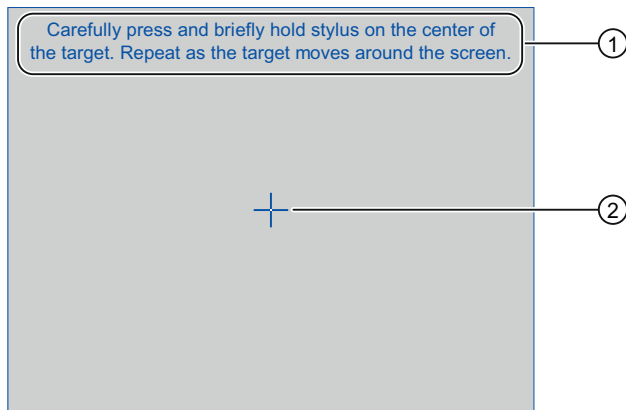 Carefully press and briefly hold stylus on the center of
the target. Repeat as the target moves around the screen.
1
2